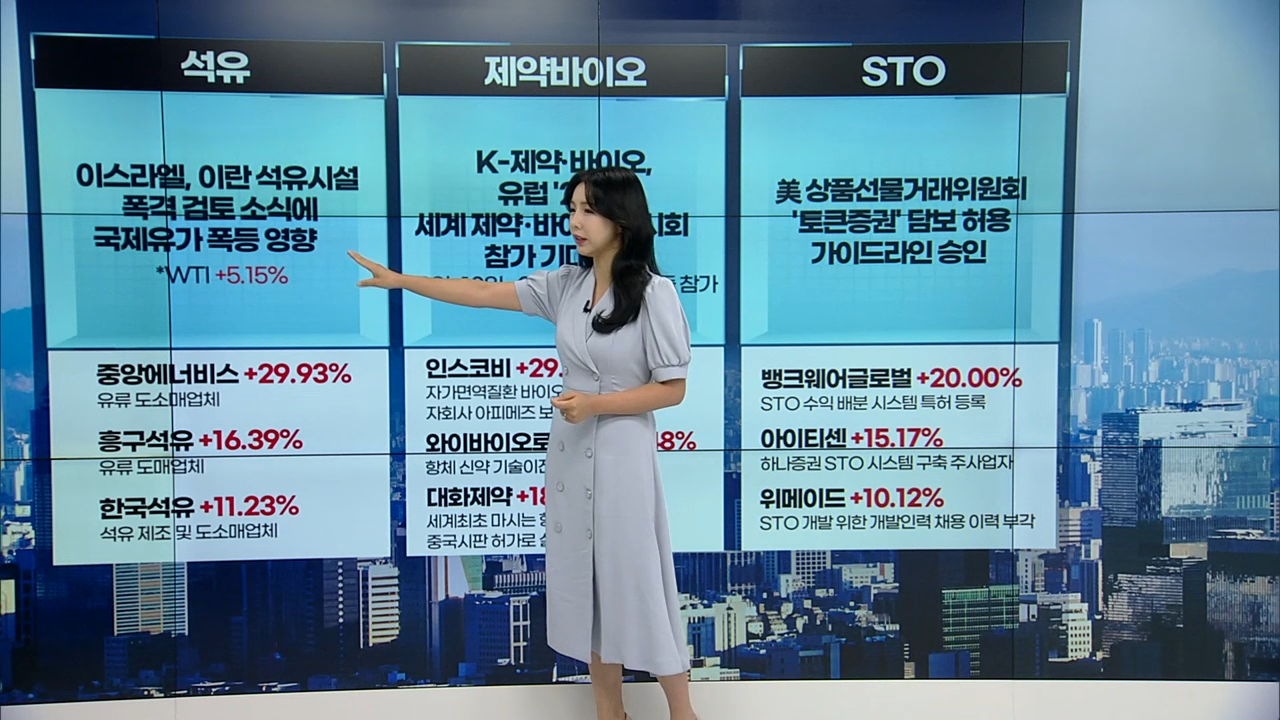 석유
이스라엘, 이란 석유시설
폭격 검토 소식에
국제유가 폭등 영향
*WTI +5.15%
중앙에너비스 +29.93%
유류 도소매업체
흥구석유 +16.39%
유류 도매업체
한국석유 +11.23%
석유 제조 및 도소매업체
제약바이오
K-제약·바이오,
유럽
세계 제약·바이
참가
참가
인스코비 +29.
자가면역질환 바이오
자회사 아피메즈
와이바이오로 8%
항체 신약 기술이전
대화제약 +18
세계최초 마시는
중국시판 허가로
STO
美 상품선물거래위원회
'토큰증권' 담보 허용
가이드라인 승인
뱅크웨어글로벌 +20.00%
STO 수익 배분 시스템 특허 등록
아이티센 +15.17%
하나증권 STO 시스템 구축 주사업자
위메이드 +10.12%
STO 개발 위한 개발인력 채용 이력 부각